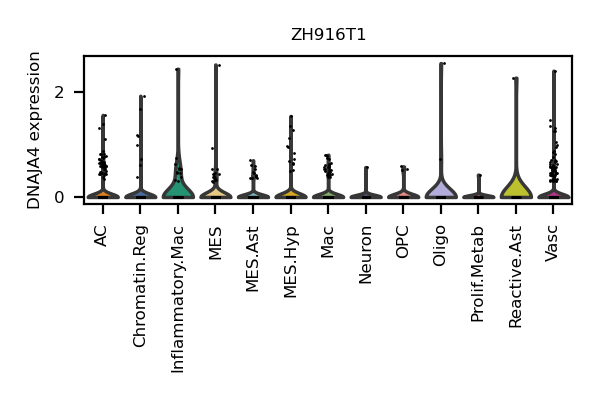 ZH916T1
DNAJA4 expression
2
0
AC
Chromatin.Reg
Inflammatory.Mac
MES
MES.Ast
MES.Hyp
Mac
Neuron
OPC
Oligo
Prolif.Metab
Reactive.Ast
Vasc